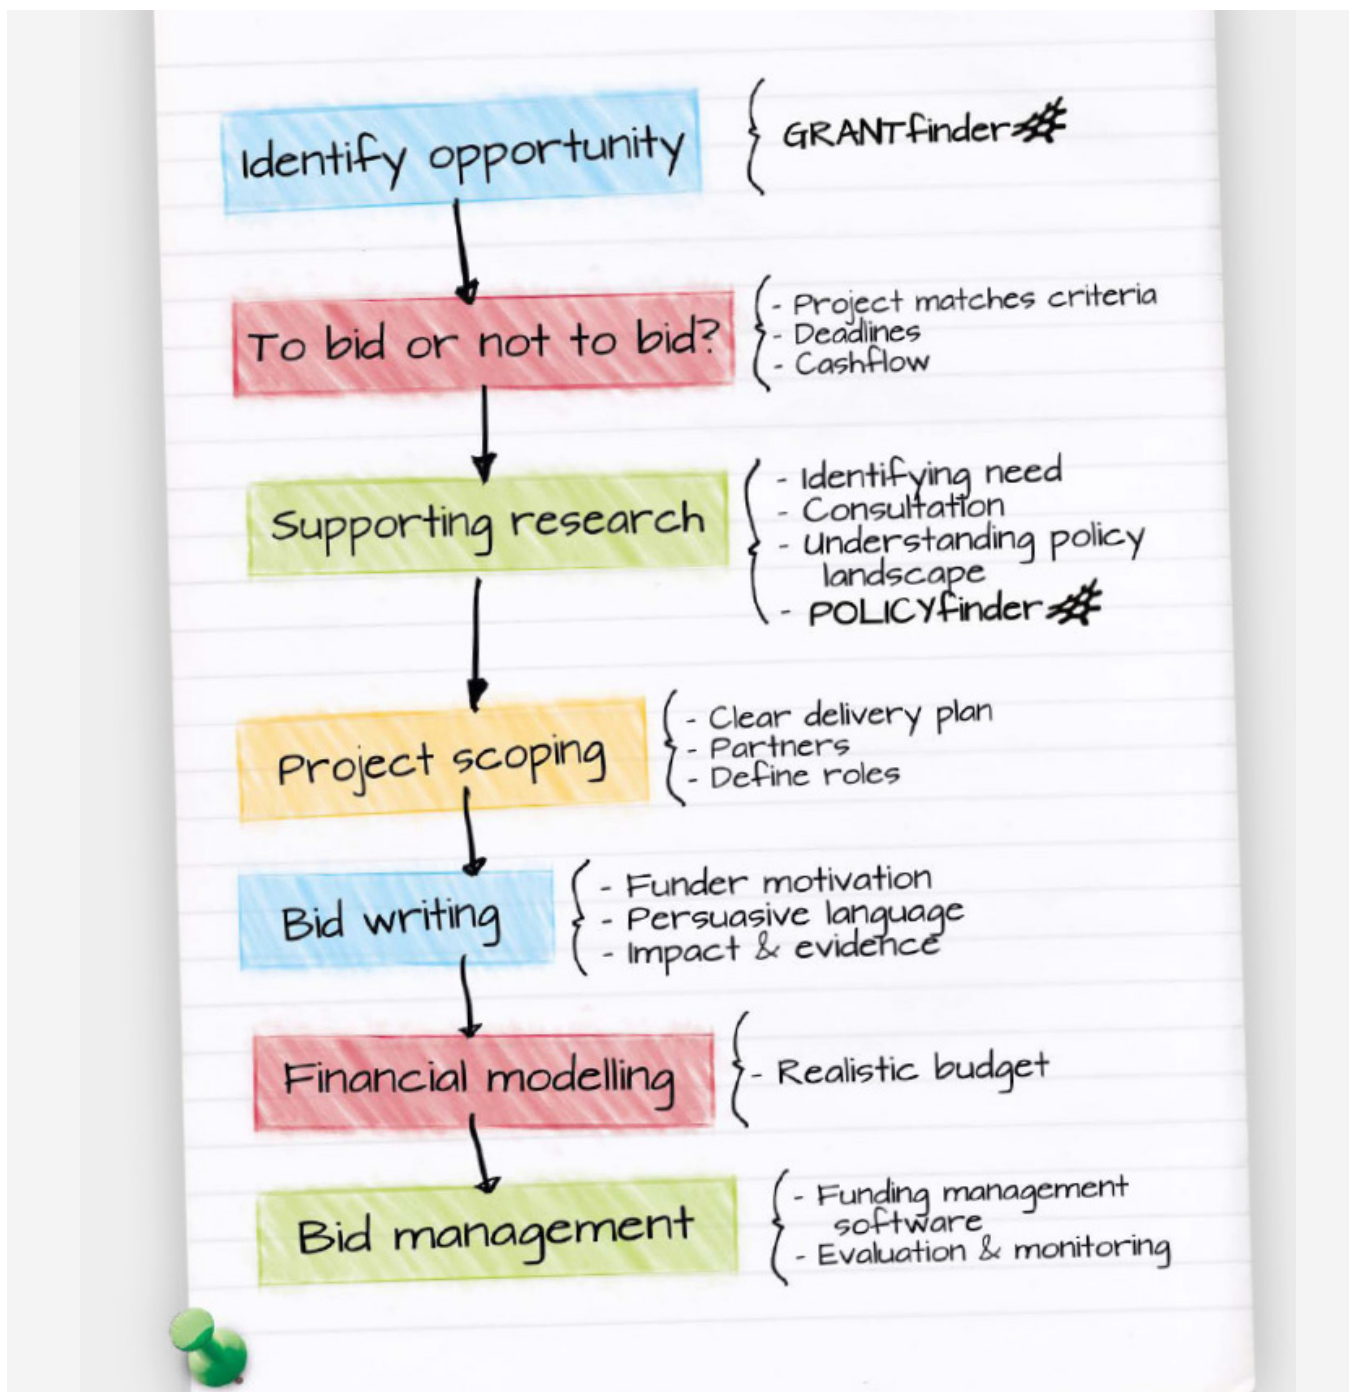 Identify opportunity
GRANTfinder
To bid or not to bid?
- Project matches criteria
- Deadlines
- Cashflow
Supporting research
- Identifying need
- Consultation
- Understanding policy
landscape
- POLICYfinder
Project scoping
- Clear delivery plan
- Partners
- Define roles
Bid writing
- Funder motivation
- Persuasive language
- Impact & evidence
Financial modelling
- Realistic budget
Bid management
- Funding management
software
- Evaluation & monitoring